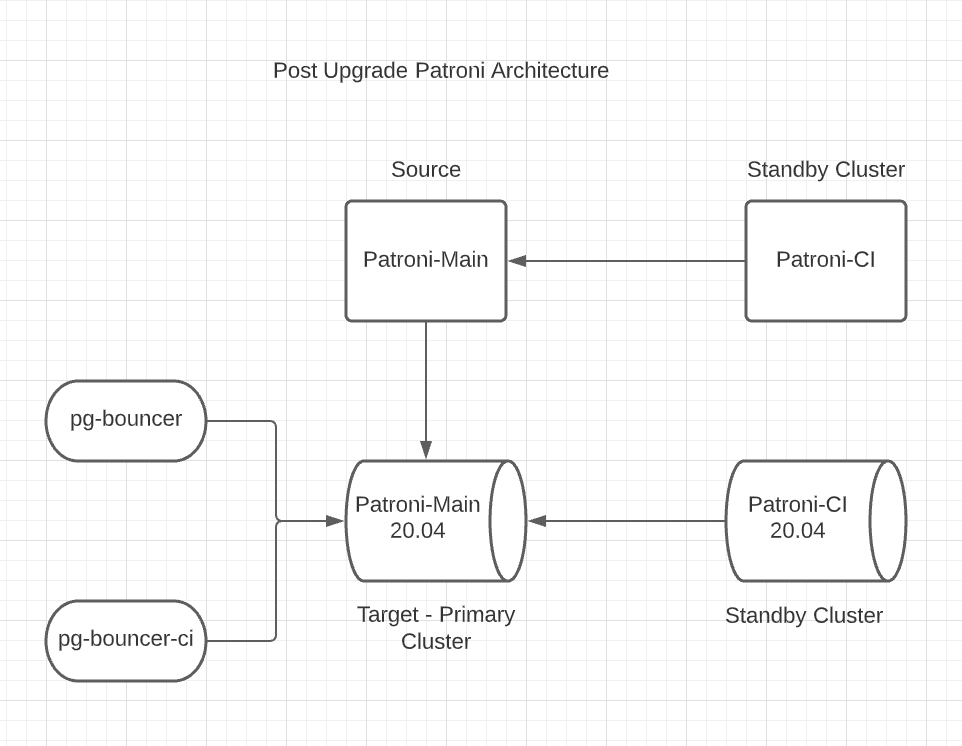 Post Upgrade Patroni Architecture
Source
Standby Cluster
Patroni-Main
Patroni-CI
pg-bouncer
Patroni-Main
20.04
Patroni-CI
20.04
pg-bouncer-ci
Target - Primary
Cluster
Standby Cluster